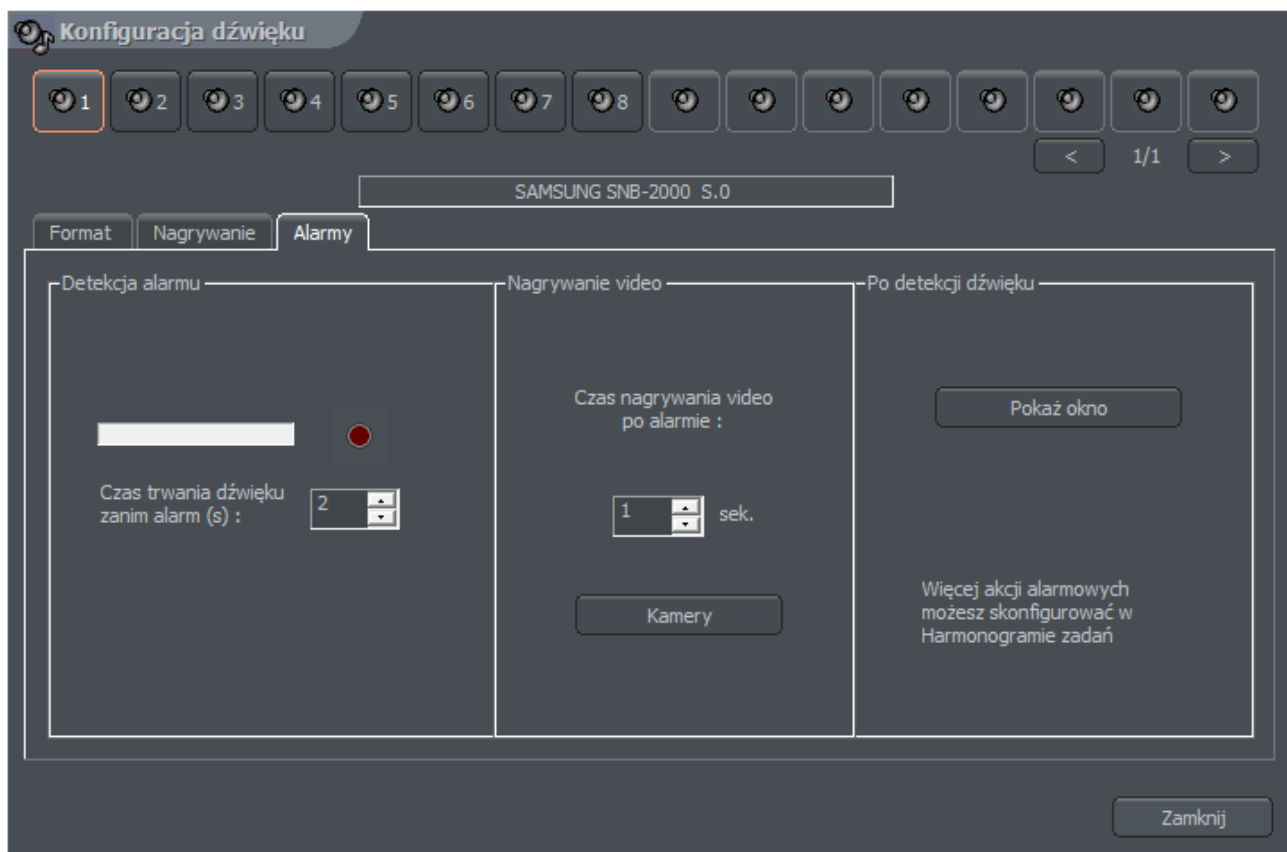 Konfiguracja dźwięku
1 2 3 4 5 6 7 8
< 1/1 >
SAMSUNG SNB-2000 S.0
Format Nagrywanie Alarmy
Detekcja alarmu
Czas trwania dźwięku
zanim alarm (s) :
2
Nagrywanie video
Czas nagrywania video
po alarmie :
1 sek.
Kamery
Po detekcji dźwięku
Pokaż okno
Więcej akcji alarmowych
możesz skonfigurować w
Harmonogramie zadań
Zamknij